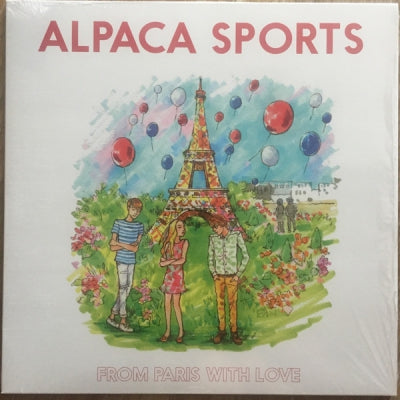 ALPACA SPORTS
FROM PARIS WITH LOVE